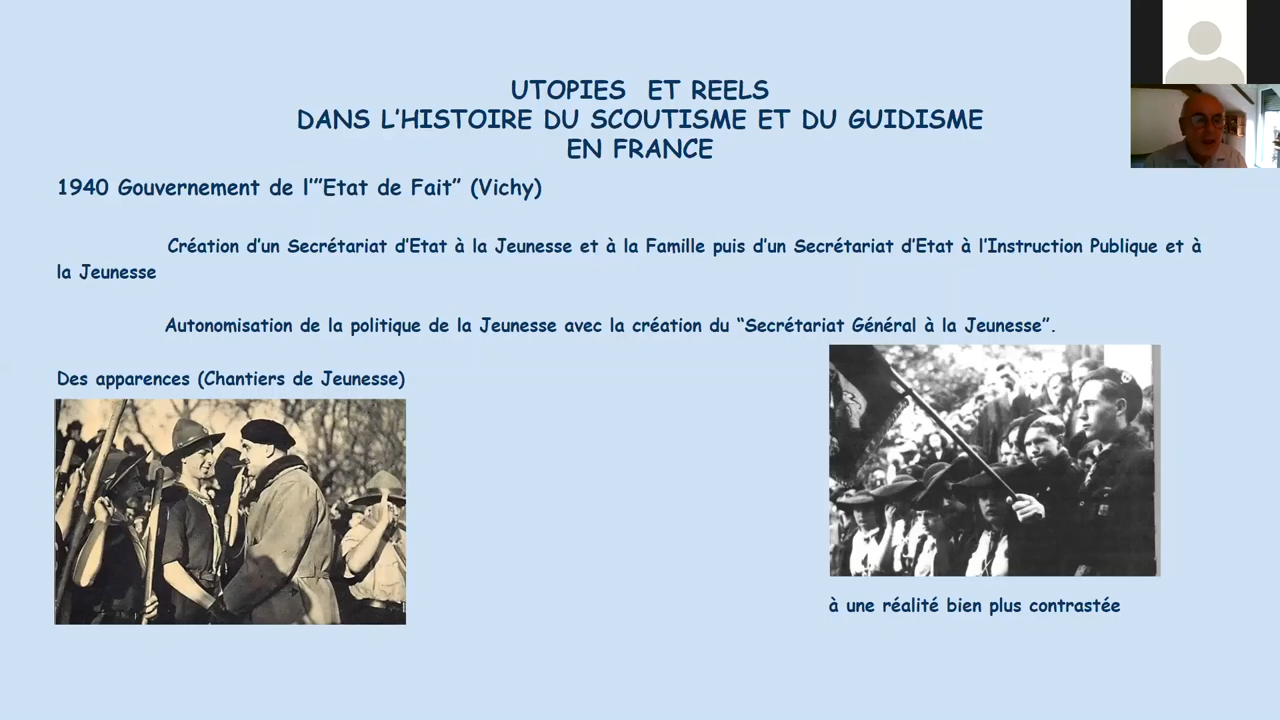 UTOPIES ET REELS
DANS L'HISTOIRE DU SCOUTISME ET DU GUIDISME
EN FRANCE
1940 Gouvernement de l'”Etat de Fait” (Vichy)
Création d'un Secrétariat d'Etat à la Jeunesse et à la Famille puis d'un Secrétariat d'Etat à l'Instruction Publique et à
la Jeunesse
Autonomisation de la politique de la Jeunesse avec la création du “Secrétariat Général à la Jeunesse”.
Des apparences (Chantiers de Jeunesse)
à une réalité bien plus contrastée